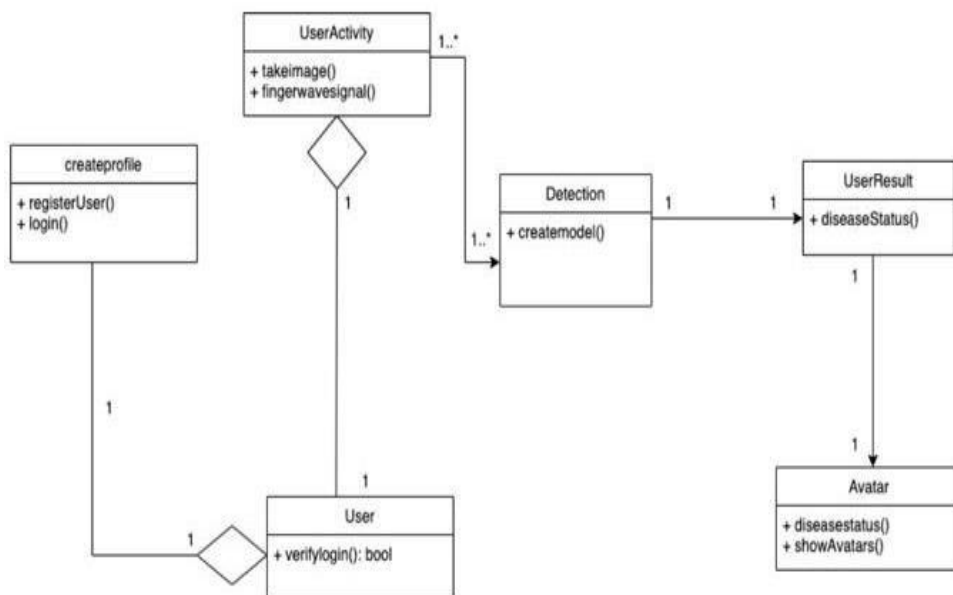 UserActivity
+ takeimage()
+ fingerwavesignal()
1..*
createprofile
+ registerUser()
+ login()
1
Detection
+ createmodel()
1..*
1
1
UserResult
+ diseaseStatus()
1
1
1
1
1
User
+ verifylogin(): bool
1
Avatar
+ diseasestatus()
+ showAvatars()